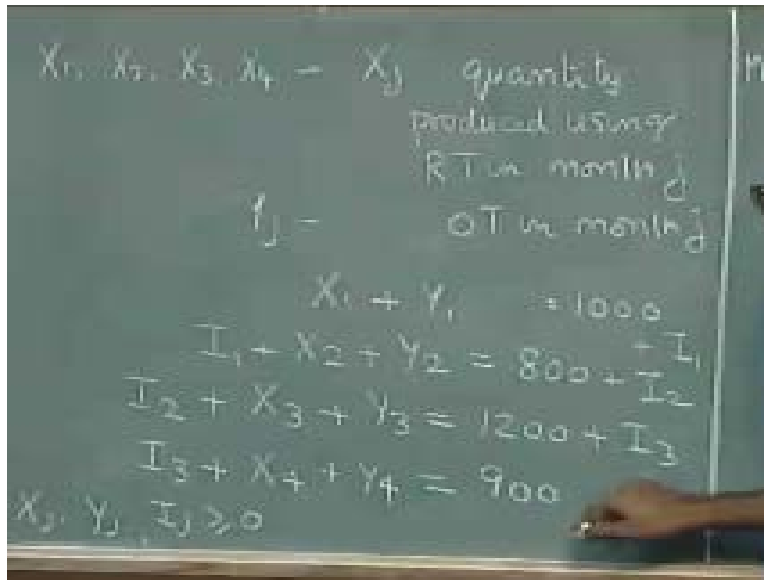 X₁, X₂, X₃, X₄ – Xj quantity
produced using
RT in month j
Yj – OT in month j
X₁ + Y₁ = 1000 + I₁
I₁ + X₂ + Y₂ = 800 + I₂
I₂ + X₃ + Y₃ = 1200 + I₃
I₃ + X₄ + Y₄ = 900
Xj, Yj, Ij ≥ 0